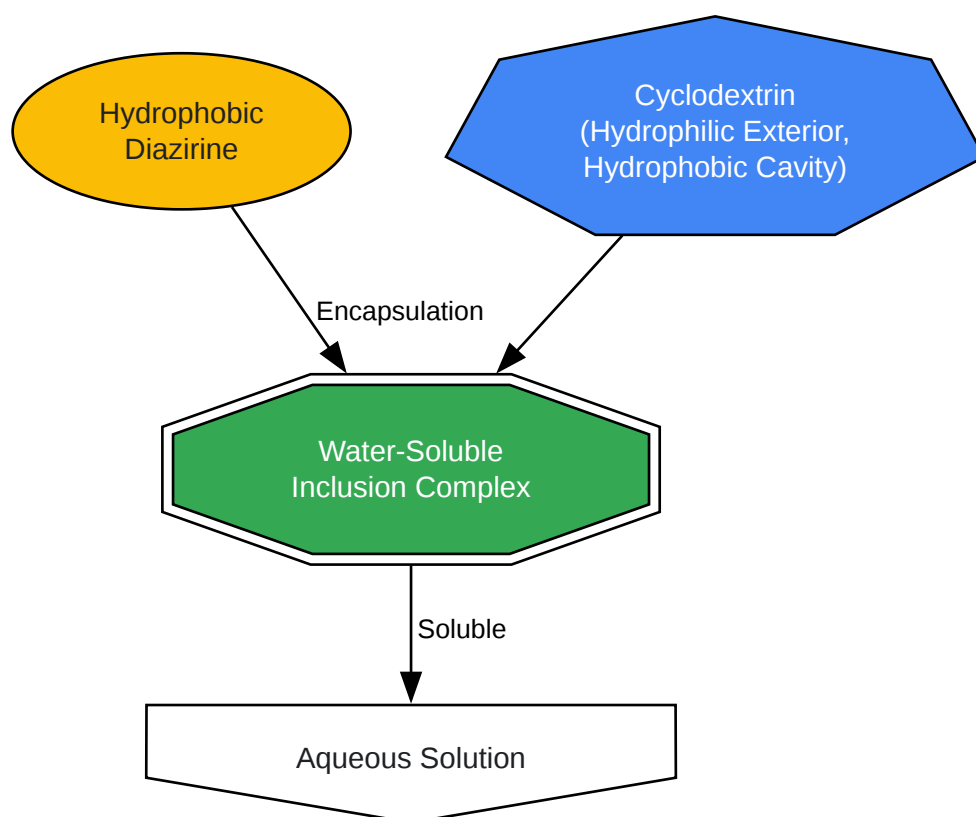 Hydrophobic
Diazirine
Cyclodextrin
(Hydrophilic Exterior,
Hydrophobic Cavity)
Encapsulation
Water-Soluble
Inclusion Complex
Soluble
Aqueous Solution